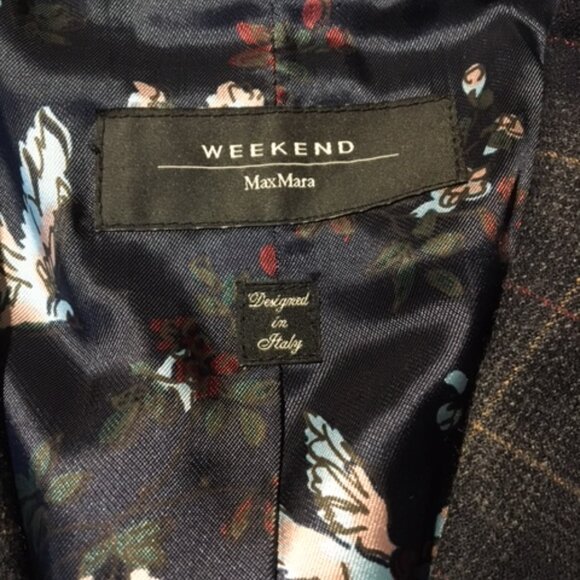 WEEKEND
MaxMara
Designed
in
Italy